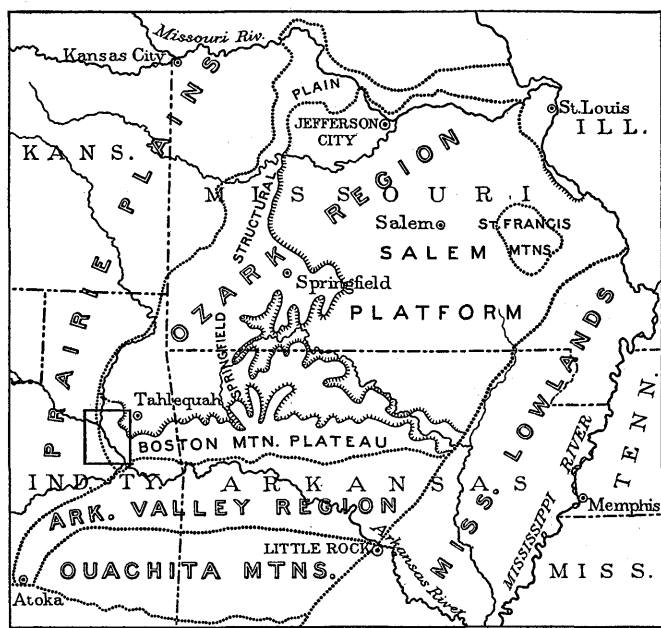 Missouri Riv.
Kansas City
PLAIN
St. Louis
JEFFERSON
CITY
ILL.
KANS.
PRAIRIE PLAINS
MISSOURI
OZARK REGION
SPRINGFIELD STRUCTURAL
Salem
ST. FRANCIS
MTNS.
SALEM
PLATFORM
Springfield
MISS. LOWLANDS
TENN.
Tahlequah
BOSTON MTN. PLATEAU
IND. TY.
ARKANSAS
MISSISSIPPI RIVER
Memphis
ARK. VALLEY REGION
LITTLE ROCK
Arkansas River
OUACHITA MTNS.
MISS.
Atoka